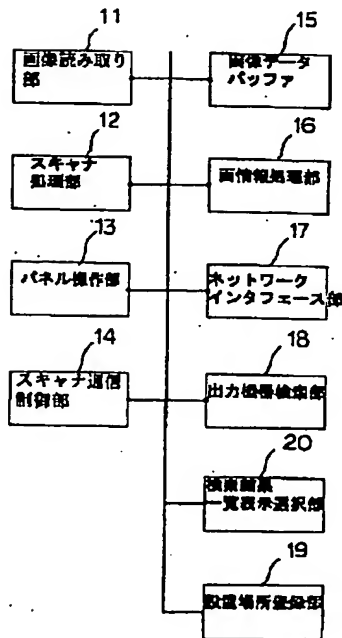 11
画像読み取り
部
12
スキャナ
処理部
13
パネル操作部
14
スキャナ通信
制御部
15
画像データ
バッファ
16
画情報処理部
17
ネットワーク
インタフェース部
18
出力機器検索部
20
検索結果
一覧表示選択部
19
設置場所登録部